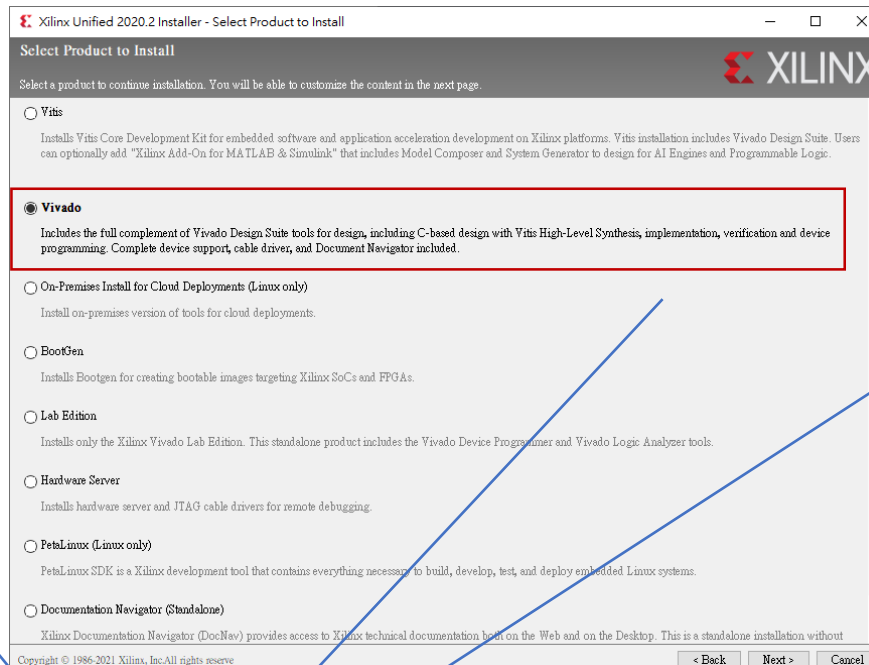 Xilinx Unified 2020.2 Installer - Select Product to Install
Select Product to Install
XILINX
Select a product to continue installation. You will be able to customize the content in the next page.
Vitis
Installs Vitis Core Development Kit for embedded software and application acceleration development on Xilinx platforms. Vitis installation includes Vivado Design Suite. Users
can optionally add "Xilinx Add-On for MATLAB & Simulink" that includes Model Composer and System Generator to design for AI Engines and Programmable Logic.
Vivado
Includes the full complement of Vivado Design Suite tools for design, including C-based design with Vitis High-Level Synthesis, implementation, verification and device
programming. Complete device support, cable driver, and Document Navigator included.
On-Premises Install for Cloud Deployments (Linux only)
Install on-premises version of tools for cloud deployments.
BootGen
Installs Bootgen for creating bootable images targeting Xilinx SoCs and FPGAs.
Lab Edition
Installs only the Xilinx Vivado Lab Edition. This standalone product includes the Vivado Device Programmer and Vivado Logic Analyzer tools.
Hardware Server
Installs hardware server and JTAG cable drivers for remote debugging.
PetaLinux (Linux only)
PetaLinux SDK is a Xilinx development tool that contains everything necessary to build, develop, test, and deploy embedded Linux systems.
Documentation Navigator (Standalone)
Xilinx Documentation Navigator (DocNav) provides access to Xilinx technical documentation both on the Web and on the Desktop. This is a standalone installation without
Copyright © 1986-2021 Xilinx, Inc.All rights reserve
< Back Next > Cancel